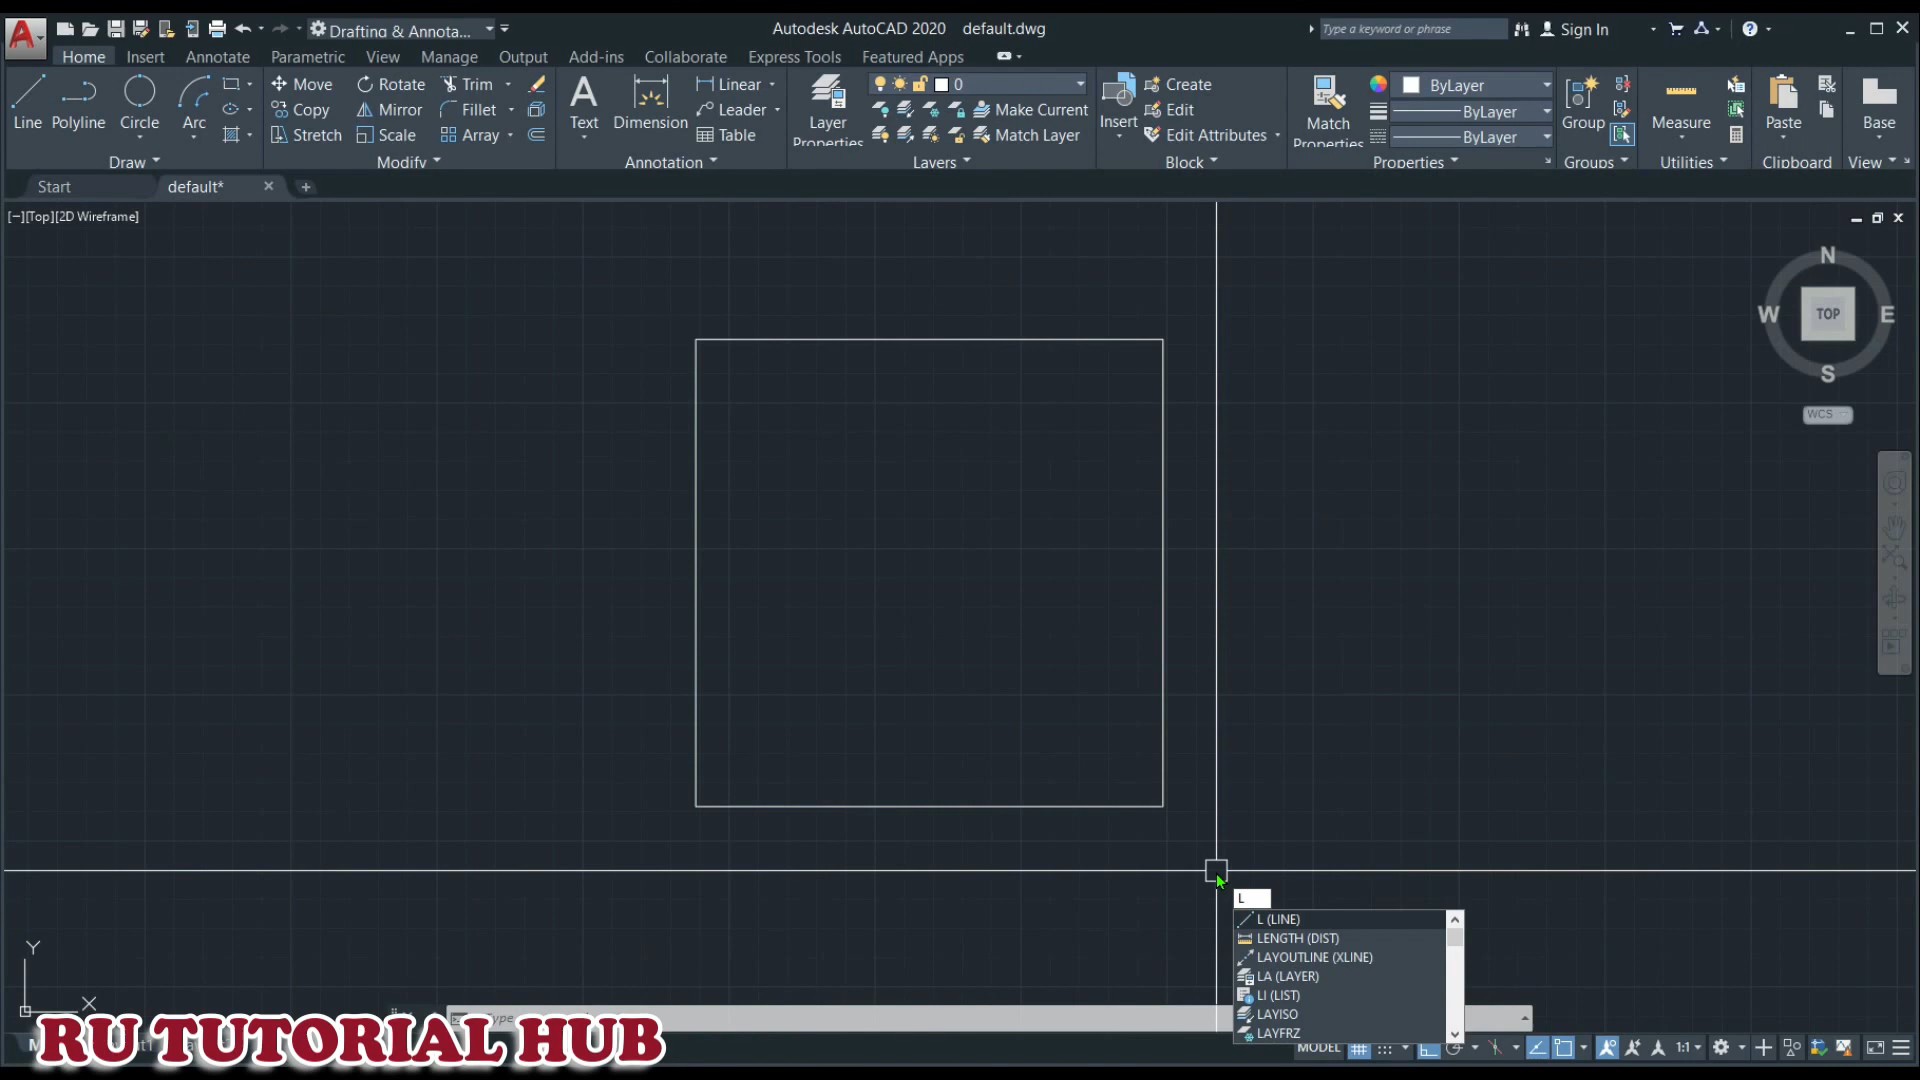 Drafting & Annota...
Autodesk AutoCAD 2020 default.dwg
Type a keyword or phrase
Sign In
Home Insert Annotate Parametric View Manage Output Add-ins Collaborate Express Tools Featured Apps
Line Polyline Circle Arc
Move Rotate Trim
Copy Mirror Fillet
Stretch Scale Array
Text Dimension
Linear
Leader
Table
Layer
Properties
0
Make Current
Match Layer
Insert
Create
Edit
Edit Attributes
Match
Properties
ByLayer
ByLayer
ByLayer
Group
Measure
Paste
Base
Draw Modify Annotation Layers Block Properties Groups Utilities Clipboard View
Start default*
[−][Top][2D Wireframe]
N
W TOP E
S
WCS
L
L (LINE)
LENGTH (DIST)
LAYOUTLINE (XLINE)
LA (LAYER)
LI (LIST)
LAYISO
LAYFRZ
Y
X
RU TUTORIAL HUB
MODEL
1:1